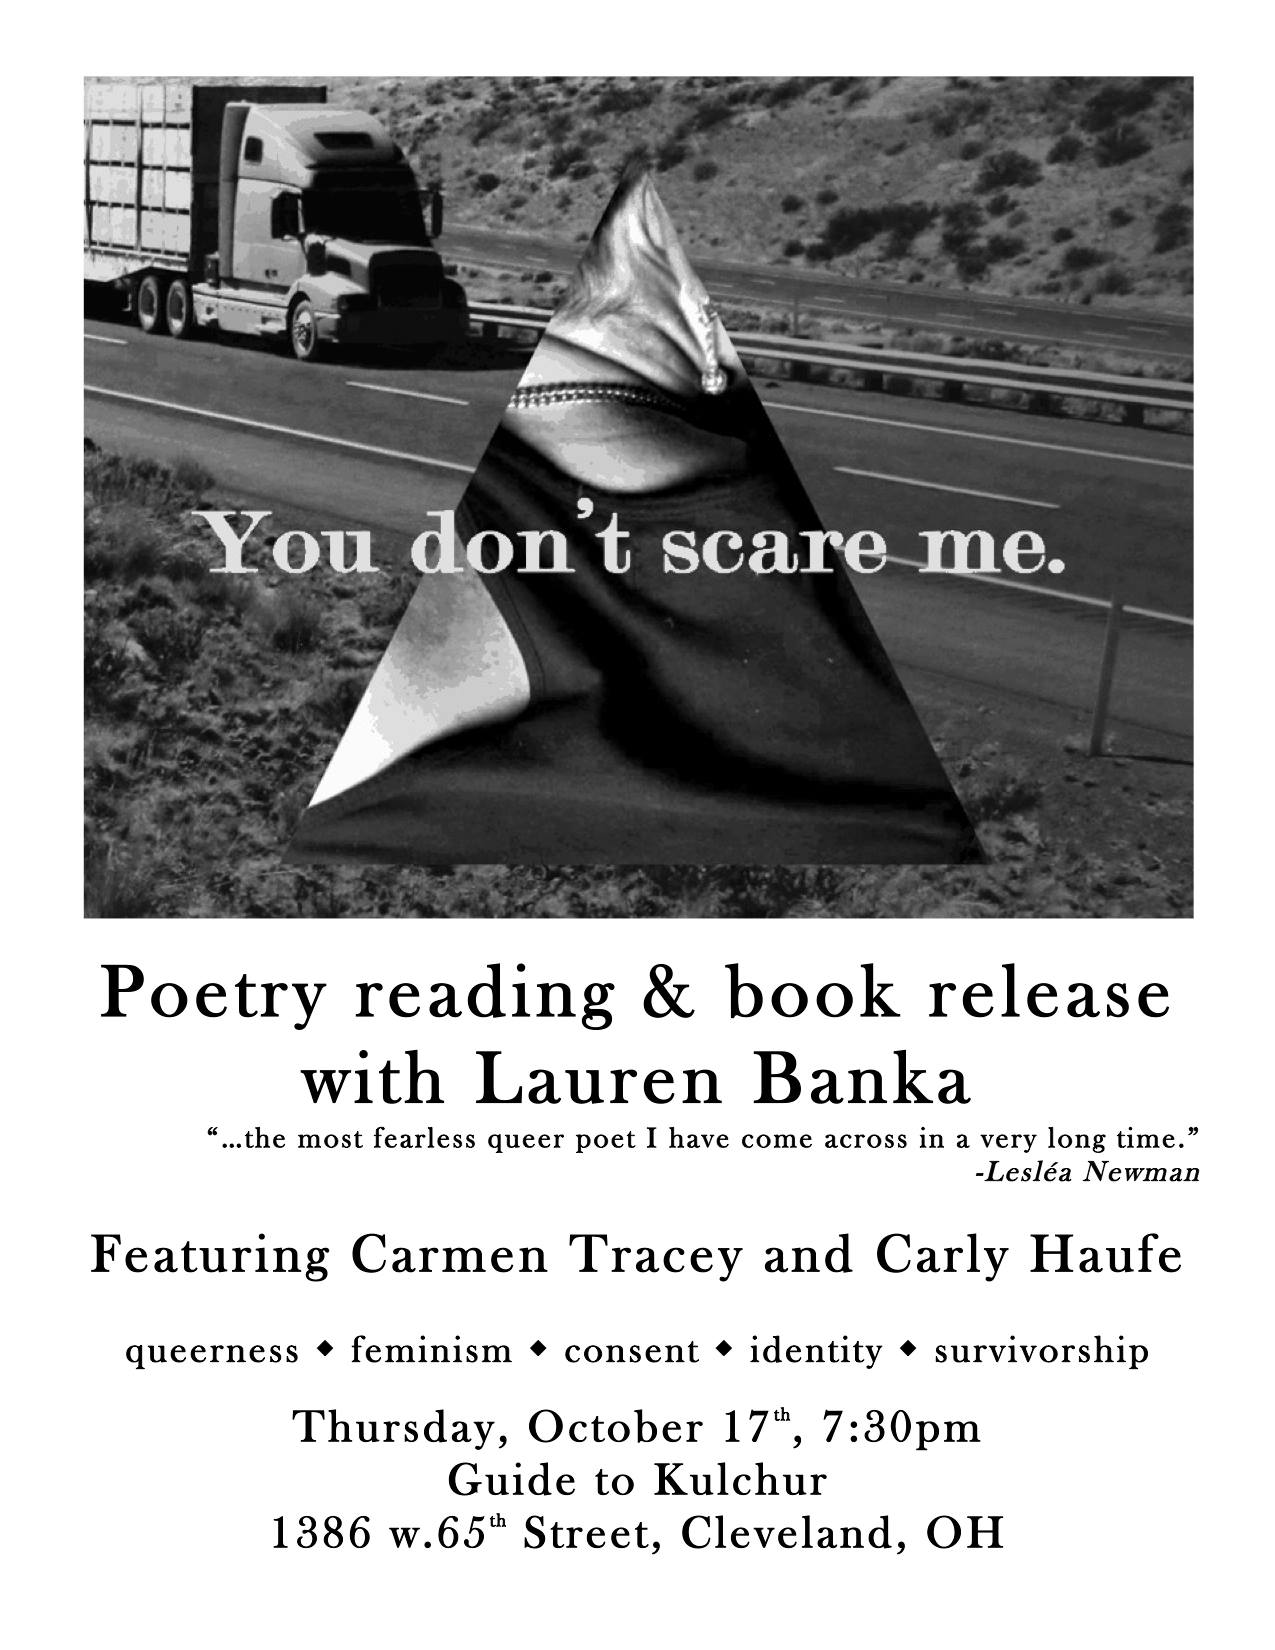 You don't scare me.
Poetry reading & book release
with Lauren Banka
“...the most fearless queer poet I have come across in a very long time.”
-Lesléa Newman
Featuring Carmen Tracey and Carly Haufe
queerness ◆ feminism ◆ consent ◆ identity ◆ survivorship
Thursday, October 17th, 7:30pm
Guide to Kulchur
1386 w.65th Street, Cleveland, OH